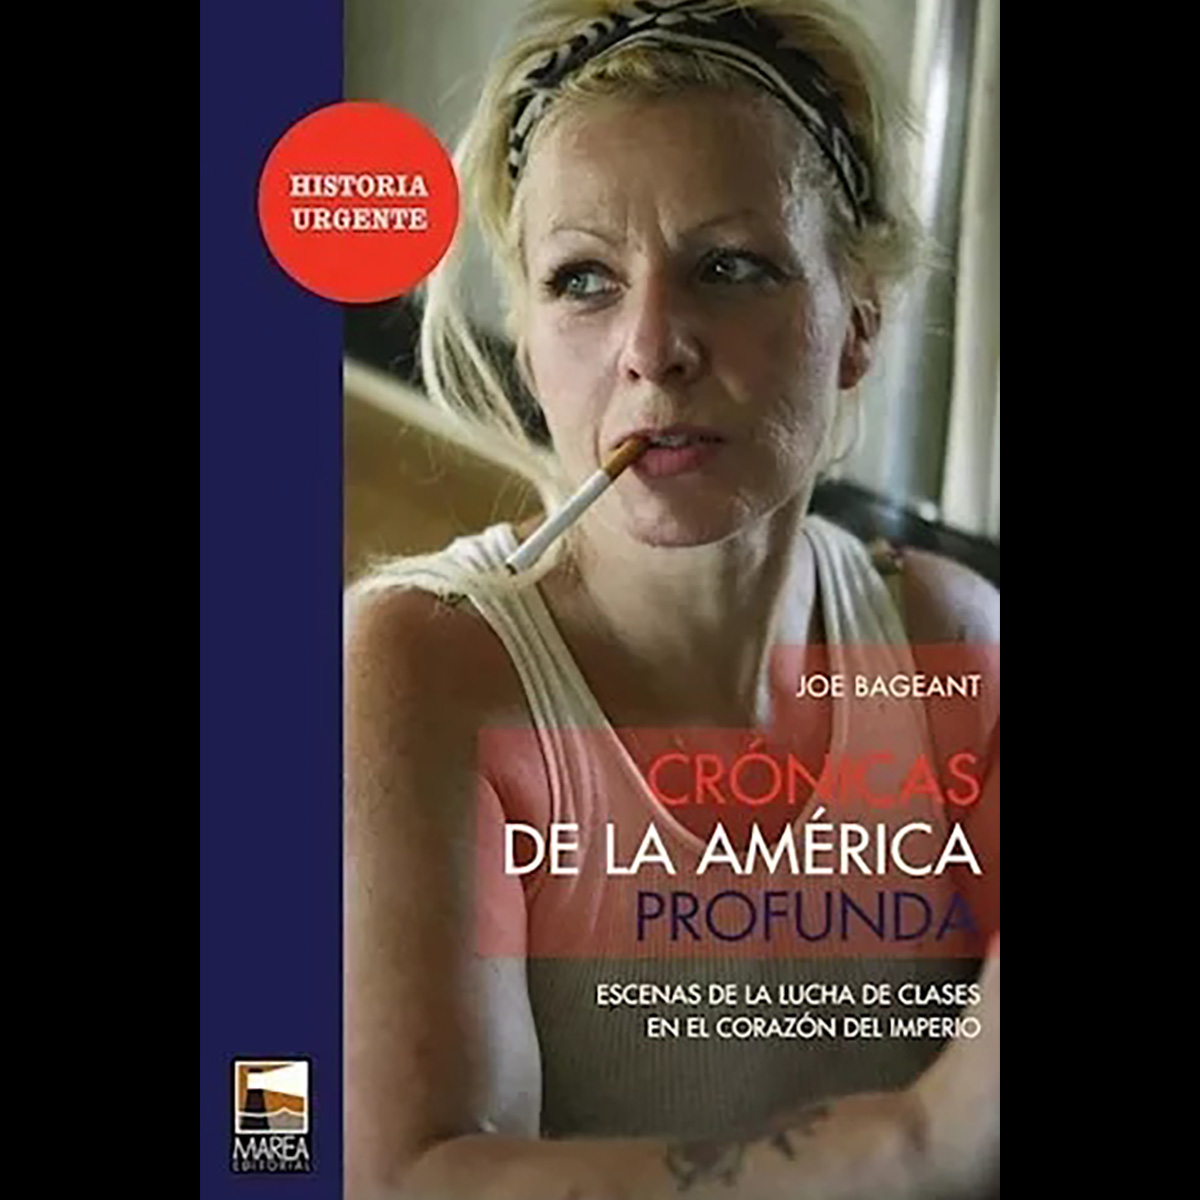 HISTORIA
URGENTE
JOE BAGEANT
CRÓNICAS
DE LA AMÉRICA
PROFUNDA
ESCENAS DE LA LUCHA DE CLASES
EN EL CORAZÓN DEL IMPERIO
MAREA
EDITORIAL